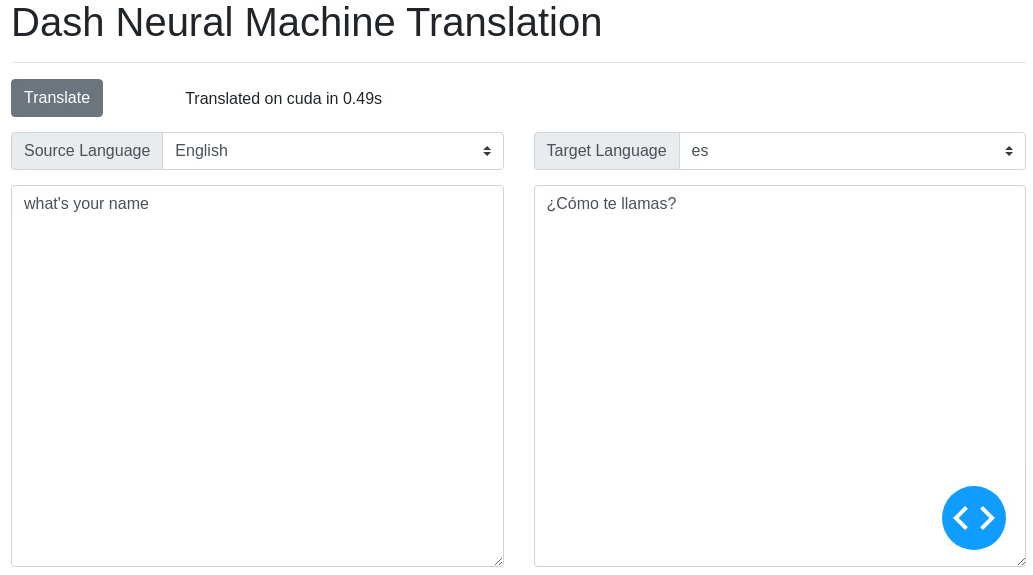 Dash Neural Machine Translation
Translate
Translated on cuda in 0.49s
Source Language English
Target Language es
what's your name
¿Cómo te llamas?